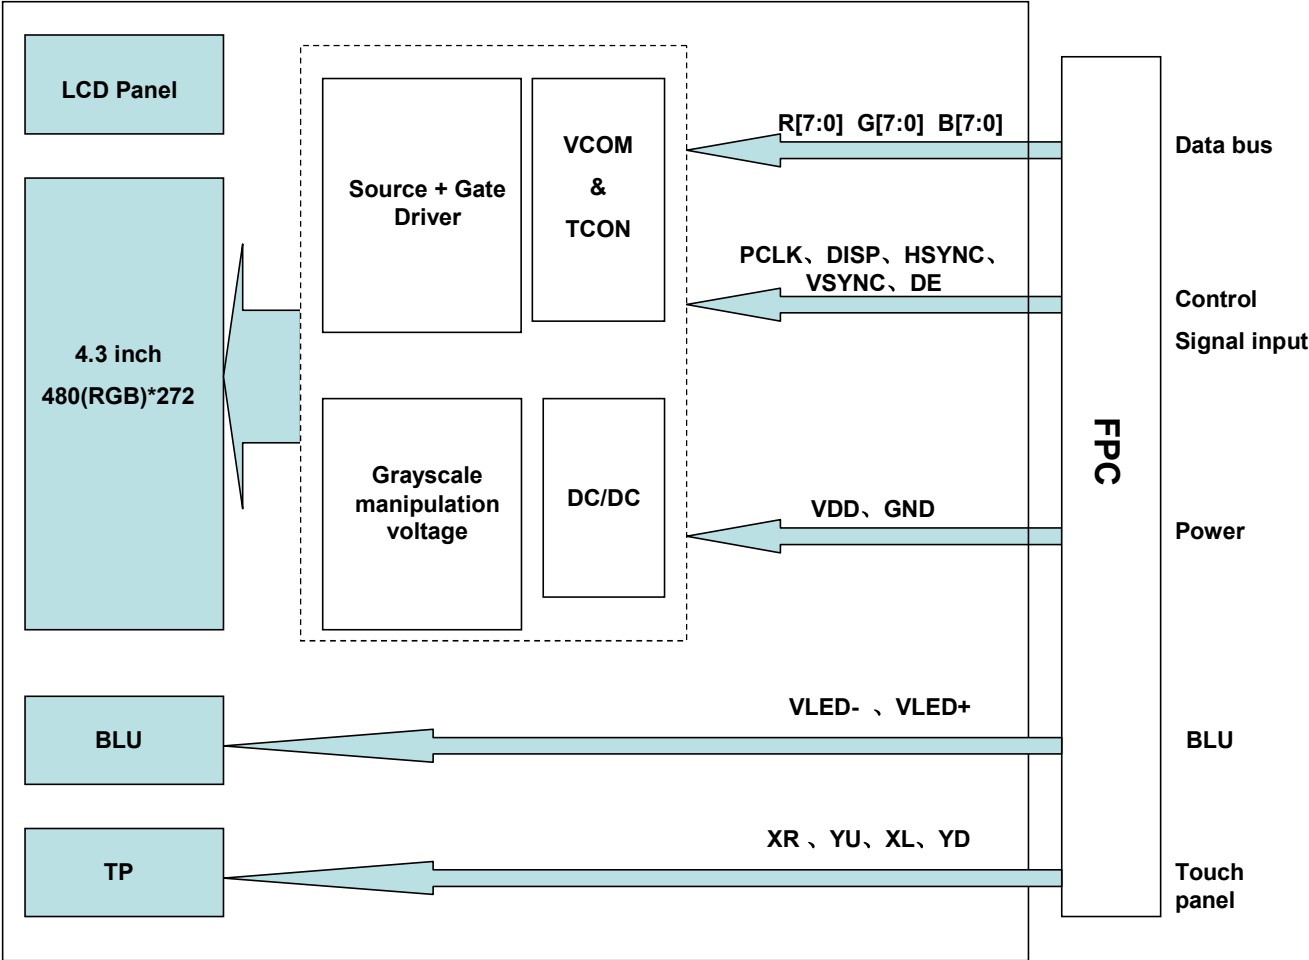 LCD Panel
4.3 inch
480(RGB)*272
Source + Gate
Driver
VCOM
&
TCON
Grayscale
manipulation
voltage
DC/DC
R[7:0] G[7:0] B[7:0]
PCLK、DISP、HSYNC、
VSYNC、DE
VDD、GND
VLED- 、VLED+
XR 、YU、XL、YD
BLU
TP
FPC
Data bus
Control
Signal input
Power
BLU
Touch
panel